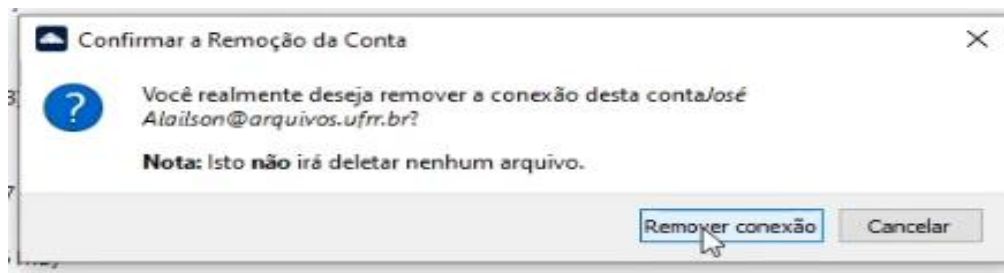 Confirmar a Remoção da Conta
Você realmente deseja remover a conexão desta contaJosé
Alailson@arquivos.ufrr.br?
Nota: Isto não irá deletar nenhum arquivo.
Remover conexão
Cancelar